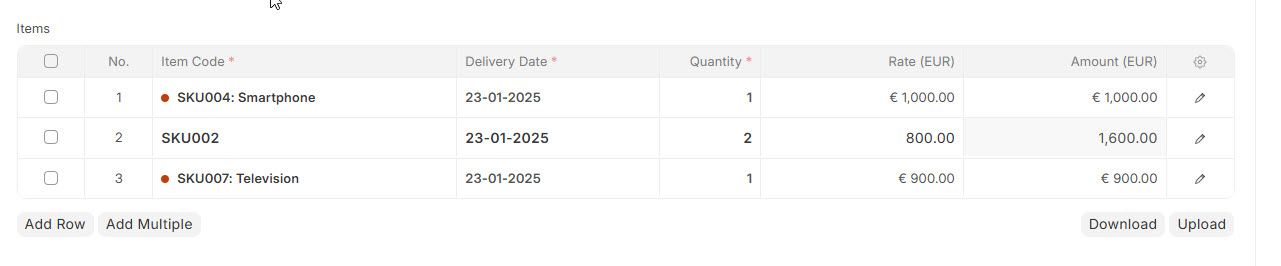 Items
No. Item Code * Delivery Date * Quantity * Rate (EUR) Amount (EUR)
1 SKU004: Smartphone 23-01-2025 1 € 1,000.00 € 1,000.00
2 SKU002 23-01-2025 2 800.00 1,600.00
3 SKU007: Television 23-01-2025 1 € 900.00 € 900.00
Add Row Add Multiple Download Upload